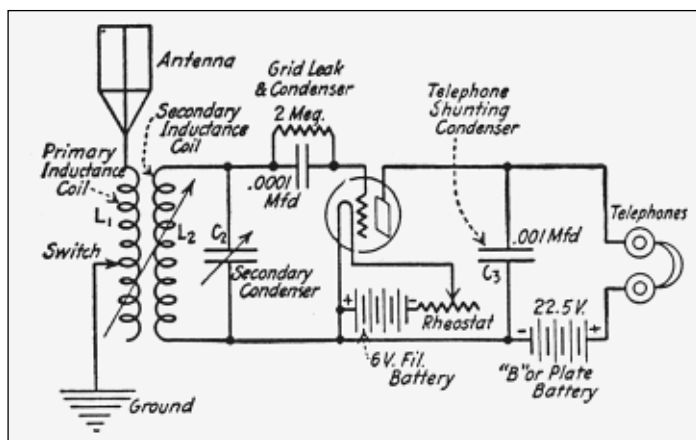 Antenna
Grid Leak
& Condenser
2 Meg.
.0001
Mfd
Telephone
Shunting
Condenser
Secondary
Inductance
Coil
Primary
Inductance
Coil
L1
L2
C2
Switch
Secondary
Condenser
Ground
+
-
Rheostat
6V. Fil.
Battery
.001 Mfd
C3
Telephones
22.5V.
-
+
"B" or Plate
Battery